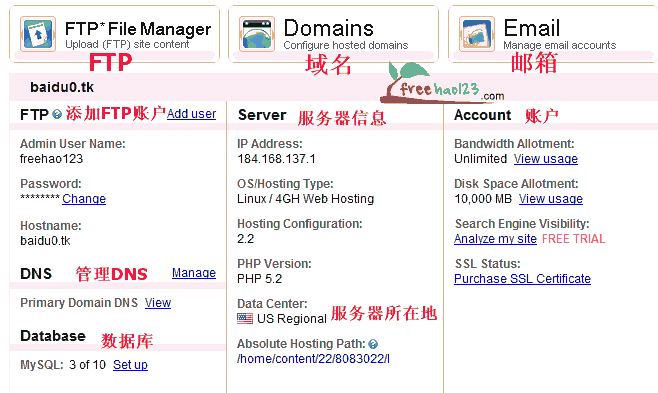 FTP* File Manager
Upload (FTP) site content
FTP
Domains
Configure hosted domains
域名
Email
Manage email accounts
邮箱
baidu0.tk
freehao123.com
FTP 添加FTP账户 Add user
Admin User Name:
freehao123
Password:
******** Change
Hostname:
baidu0.tk
DNS 管理DNS Manage
Primary Domain DNS View
Database 数据库
MySQL: 3 of 10 Set up
Server 服务器信息
IP Address:
184.168.137.1
OS/Hosting Type:
Linux / 4GH Web Hosting
Hosting Configuration:
2.2
PHP Version:
PHP 5.2
Data Center:
US Regional 服务器所在地
Absolute Hosting Path:
/home/content/22/8083022/l
Account 账户
Bandwidth Allotment:
Unlimited View usage
Disk Space Allotment:
10,000 MB View usage
Search Engine Visibility:
Analyze my site FREE TRIAL
SSL Status:
Purchase SSL Certificate